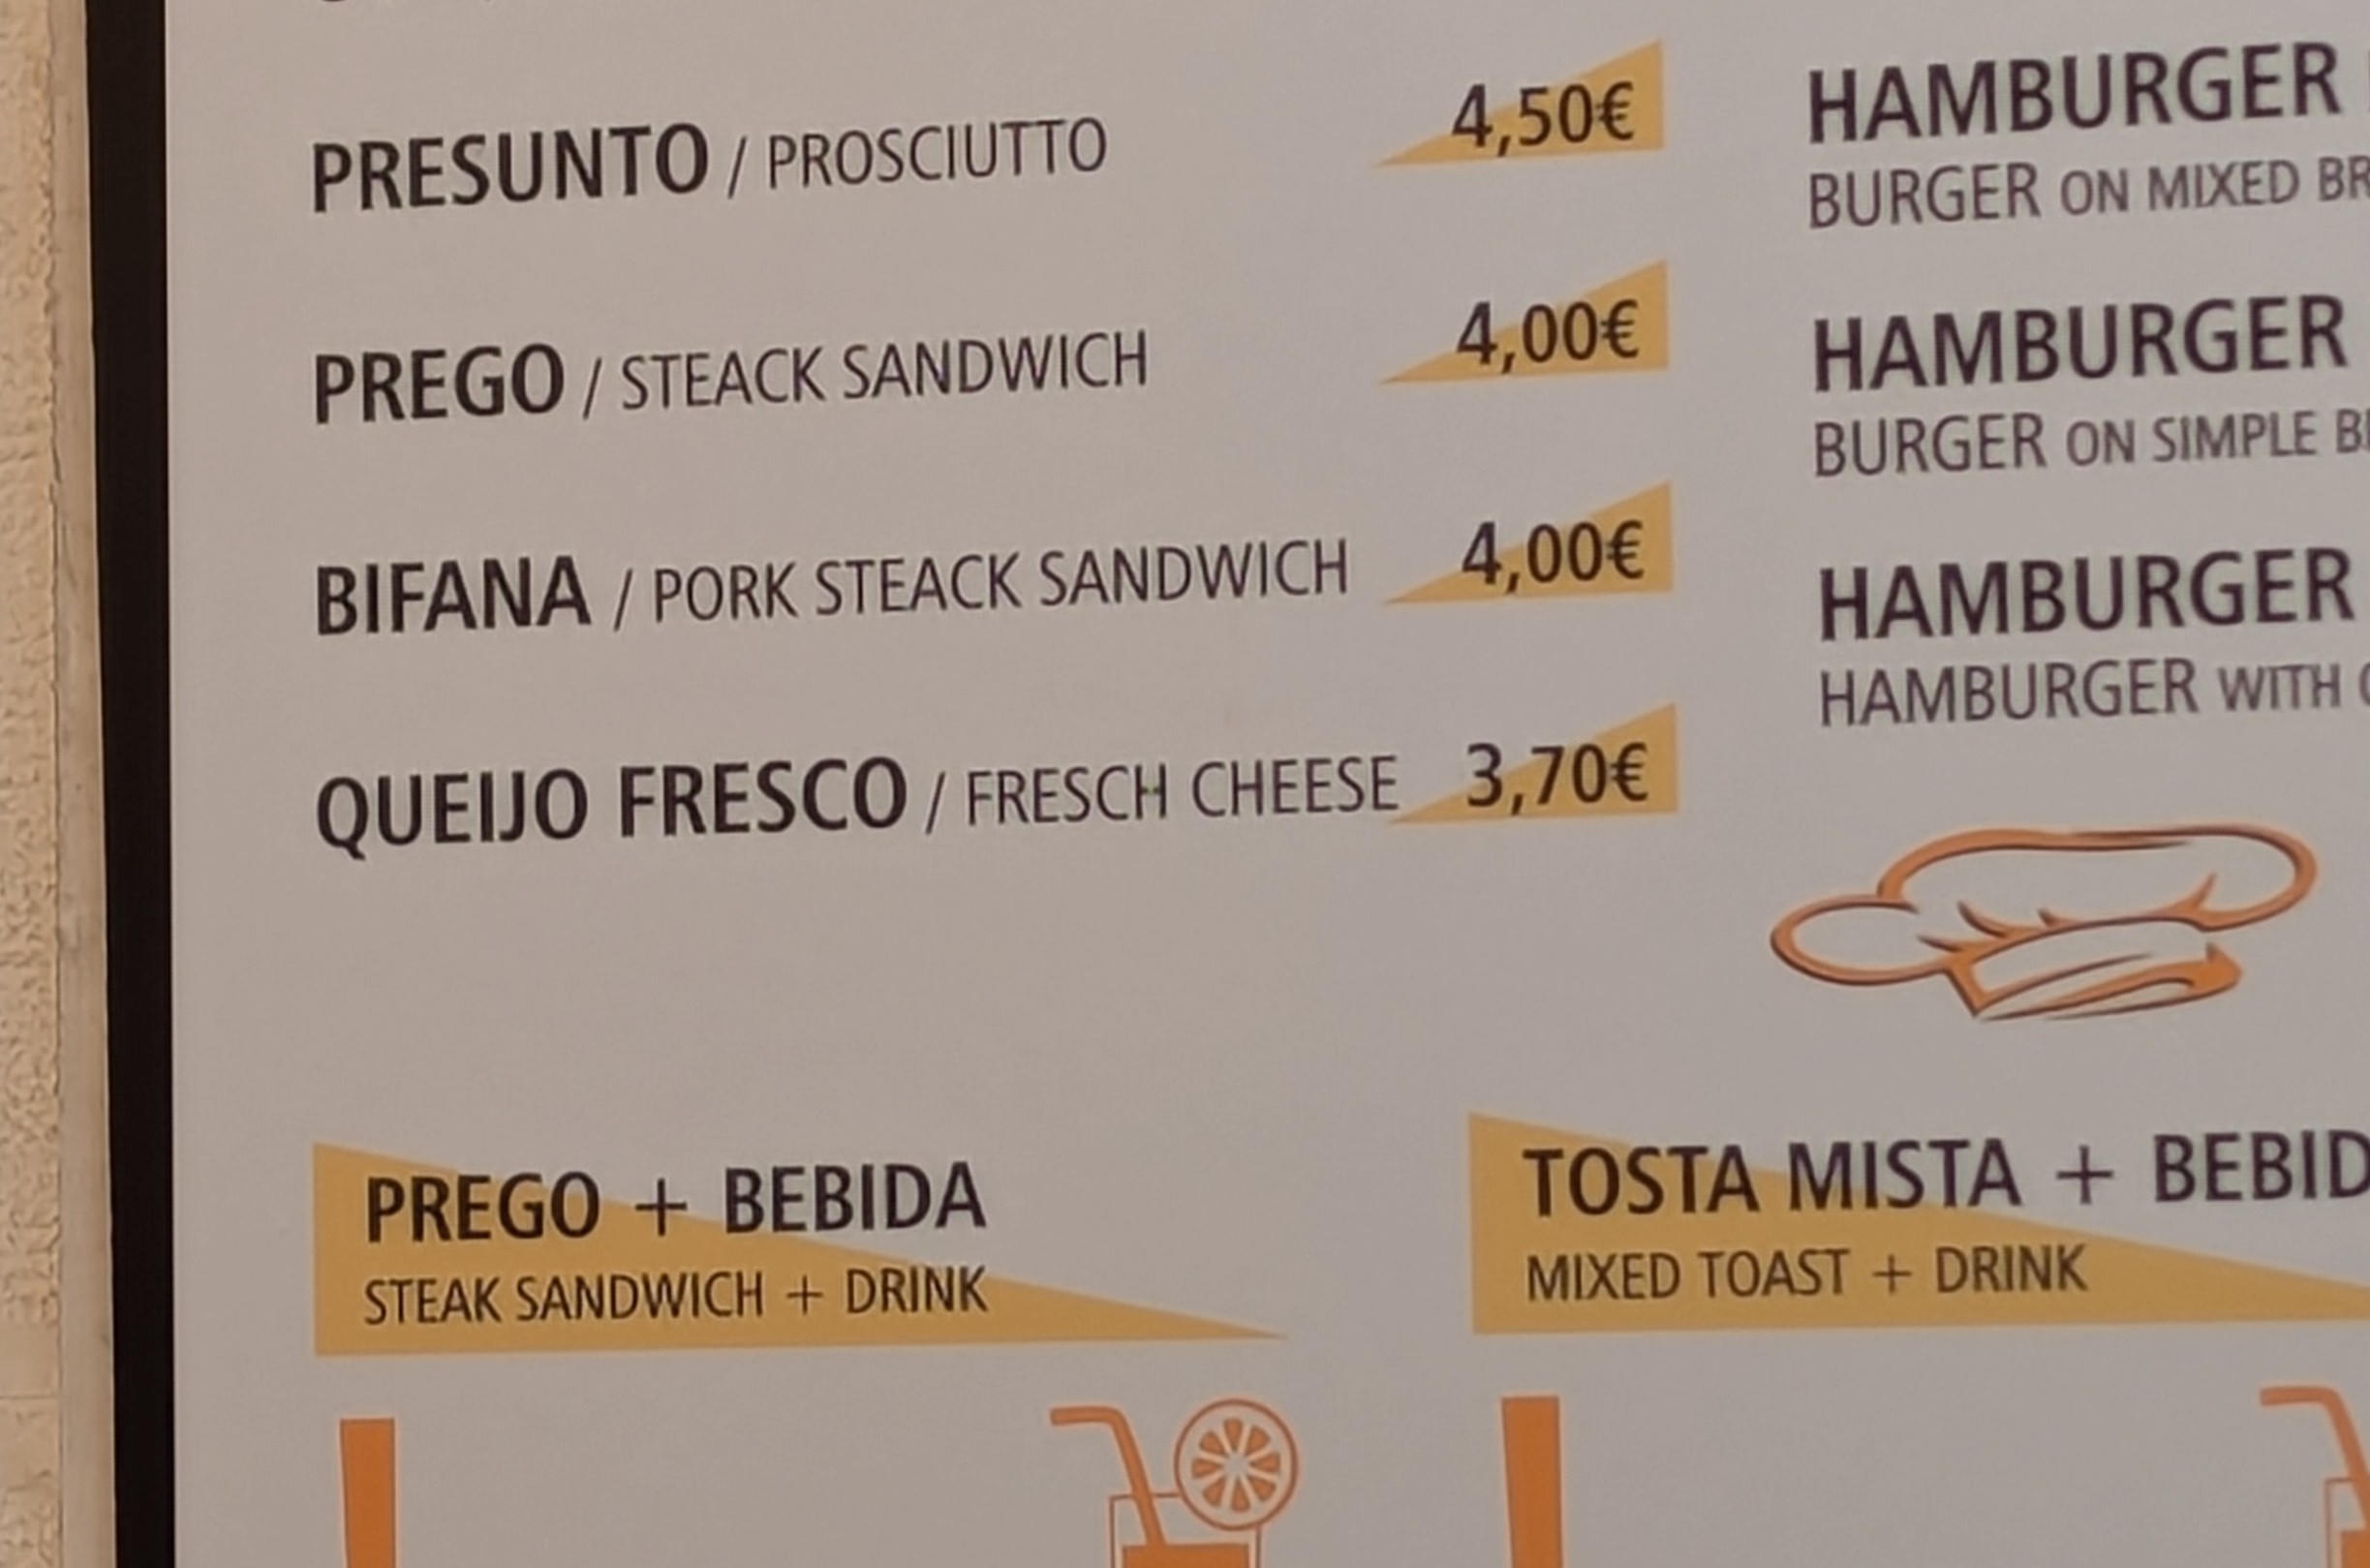 PRESUNTO / PROSCIUTTO 4,50€
PREGO / STEACK SANDWICH 4,00€
BIFANA / PORK STEACK SANDWICH 4,00€
QUEIJO FRESCO / FRESCH CHEESE 3,70€
HAMBURGER
BURGER ON MIXED
HAMBURGER
BURGER ON SIMPLE
HAMBURGER
HAMBURGER WITH
PREGO + BEBIDA
STEAK SANDWICH + DRINK
TOSTA MISTA + BEBID
MIXED TOAST + DRINK